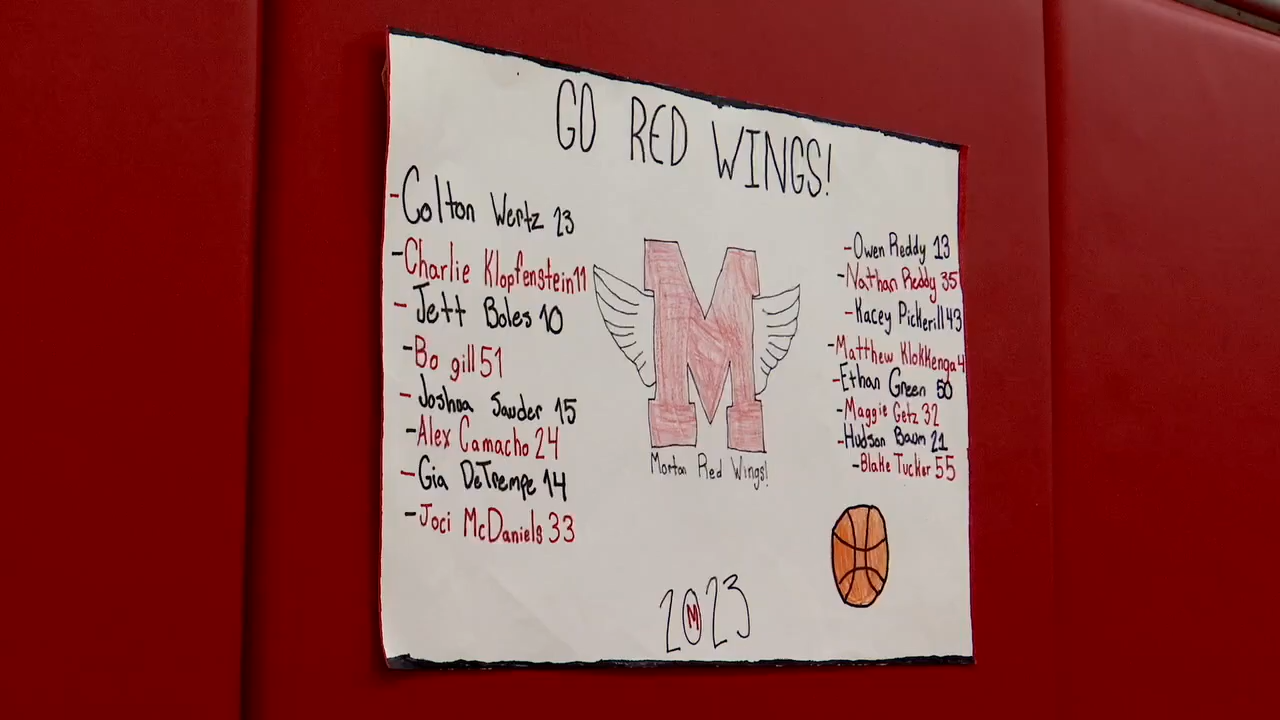 GO RED WINGS!
-Colton Wertz 23
-Charlie Klopfenstein 11
-Jett Boles 10
-Bo gill 51
-Joshua Sauder 15
-Alex Camacho 24
-Gia DeTrempe 14
-Joci McDaniels 33
M
Morton Red Wings!
-Owen Reddy 13
-Nathan Reddy 35
-Kacey Pickerill 43
-Matthew Klokkenga 4
-Ethan Green 50
-Maggie Getz 32
-Hudson Baum 21
-Blake Tucker 55
2023
M